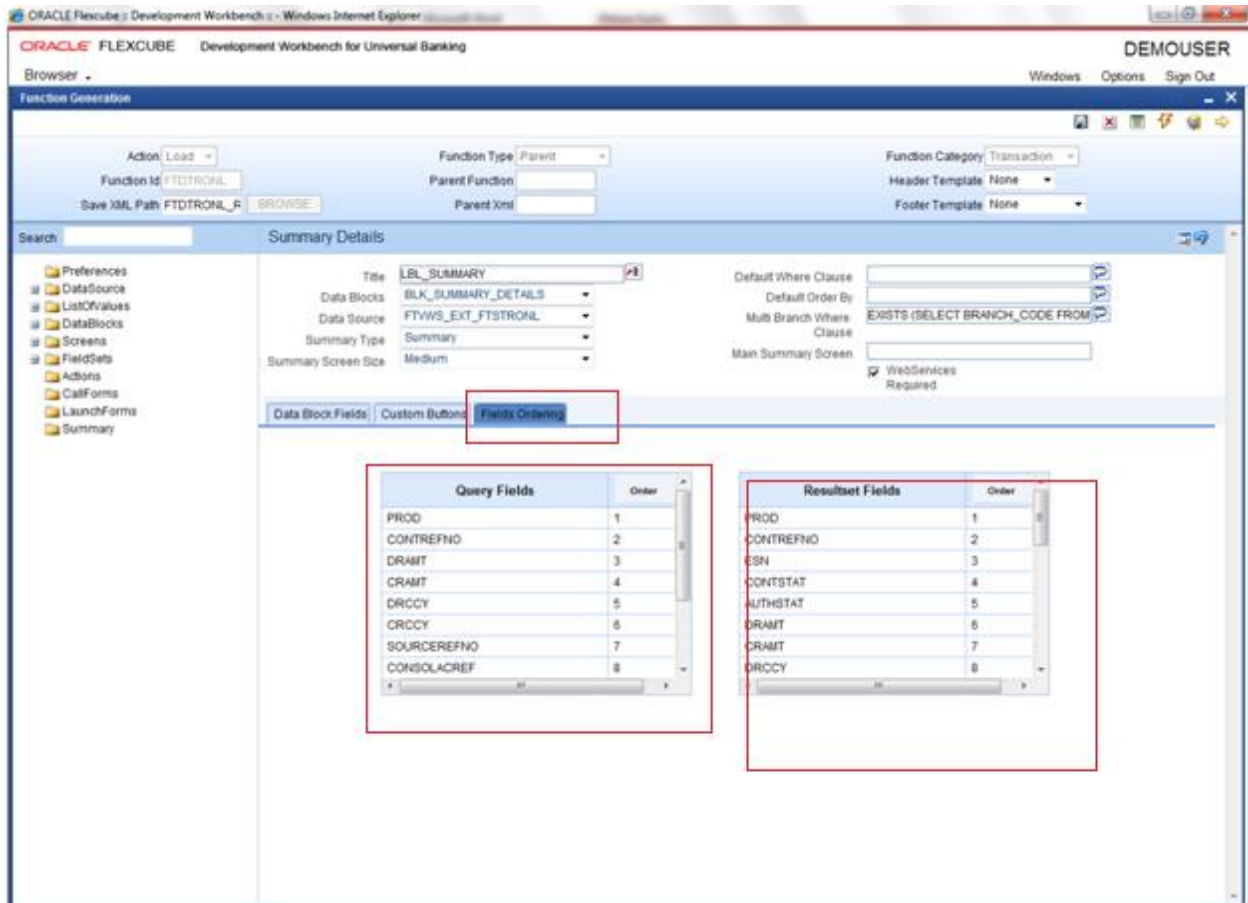 ORACLE Flexcube :: Development Workbench :: - Windows Internet Explorer
ORACLE FLEXCUBE Development Workbench for Universal Banking DEMOUSER
Browser Windows Options Sign Out
Function Generation
Action Load Function Type Parent Function Category Transaction
Function Id FTDTRONL Parent Function Header Template None
Save XML Path FTDTRONL_R BROWSE Parent Xml Footer Template None
Search Summary Details
Preferences
DataSource
ListOfValues
DataBlocks
Screens
FieldSets
Actions
CallForms
LaunchForms
Summary
Title LBL_SUMMARY
Data Blocks BLK_SUMMARY_DETAILS
Data Source FTVWS_EXT_FTSTRONL
Summary Type Summary
Summary Screen Size Medium
Default Where Clause
Default Order By
Multi Branch Where Clause EXISTS (SELECT BRANCH_CODE FROM
Main Summary Screen
WebServices Required
Data Block Fields Custom Buttons Fields Ordering
Query Fields Order
PROD 1
CONTREFNO 2
DRAMT 3
CRAMT 4
DRCCY 5
CRCCY 6
SOURCEREFNO 7
CONSOLACREF 8
Resultset Fields Order
PROD 1
CONTREFNO 2
ESN 3
CONTSTAT 4
AUTHSTAT 5
DRAMT 6
CRAMT 7
DRCCY 8